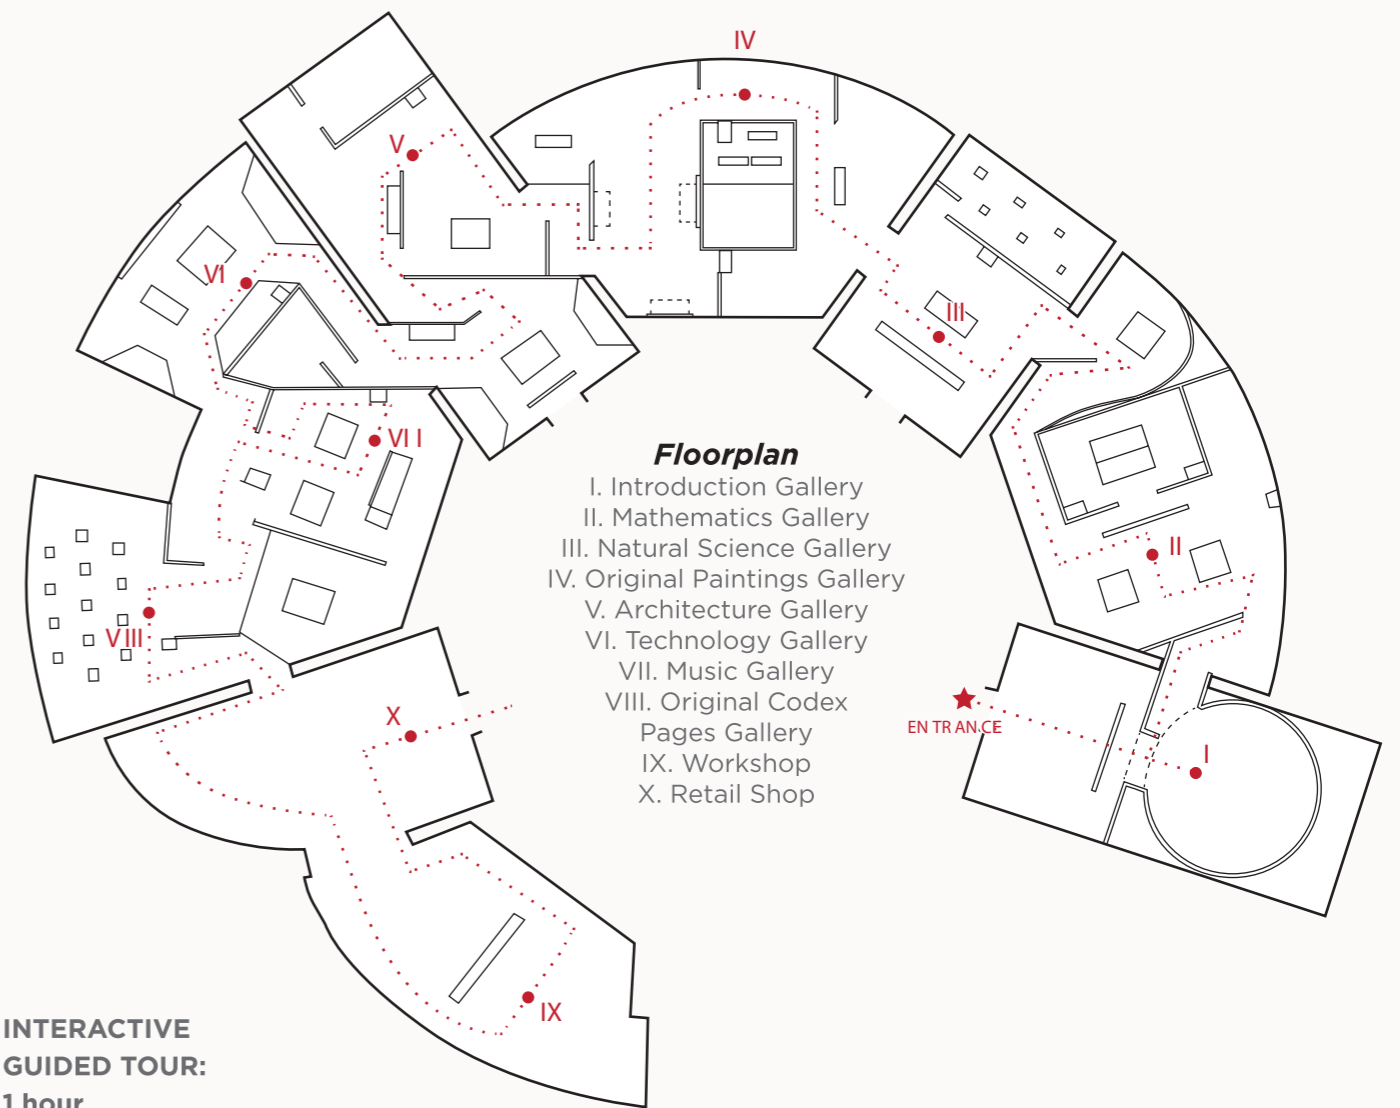 IV
V
III
VI
VII
Floorplan
I. Introduction Gallery
II. Mathematics Gallery
III. Natural Science Gallery
IV. Original Paintings Gallery
V. Architecture Gallery
VI. Technology Gallery
VII. Music Gallery
VIII. Original Codex
Pages Gallery
IX. Workshop
X. Retail Shop
II
VIII
X
ENTRANCE
I
IX
INTERACTIVE
GUIDED TOUR:
1 hour